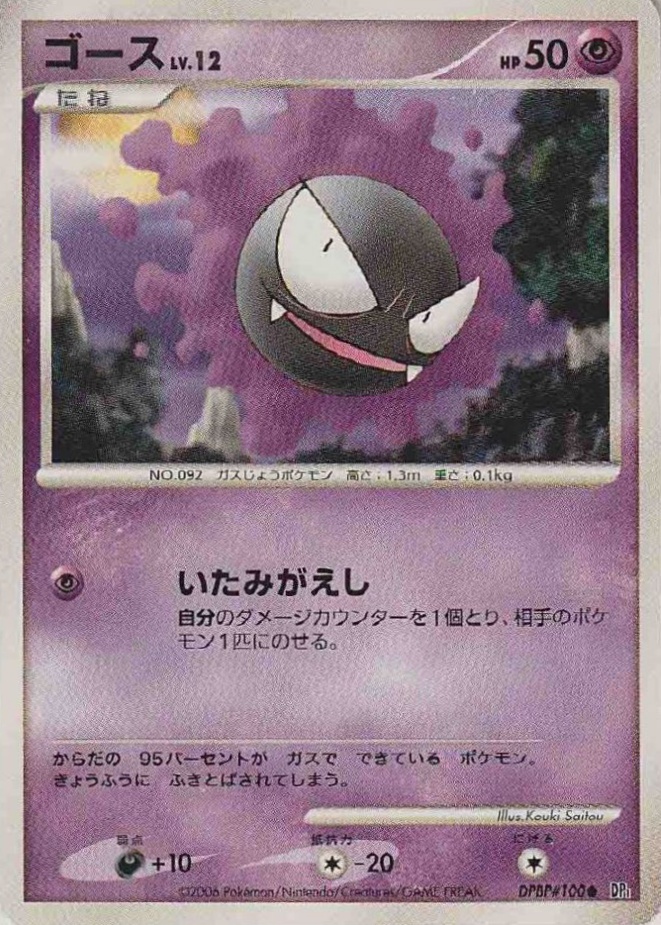 ゴース LV.12 HP 50
たね
NO.092 ガスじょうポケモン 高さ:1.3m 重さ:0.1kg
いたみがえし
自分のダメージカウンターを1個とり、相手のポケ
モン1匹にのせる。
からだの 95パーセントが ガスで できている ポケモン。
きょうふうに ふきとばされてしまう。
Illus.Kouki Saitou
弱点 抵抗力 にげる
+10 -20
©2006 Pokémon/Nintendo/Creatures/GAME FREAK DPBP#100 DP1